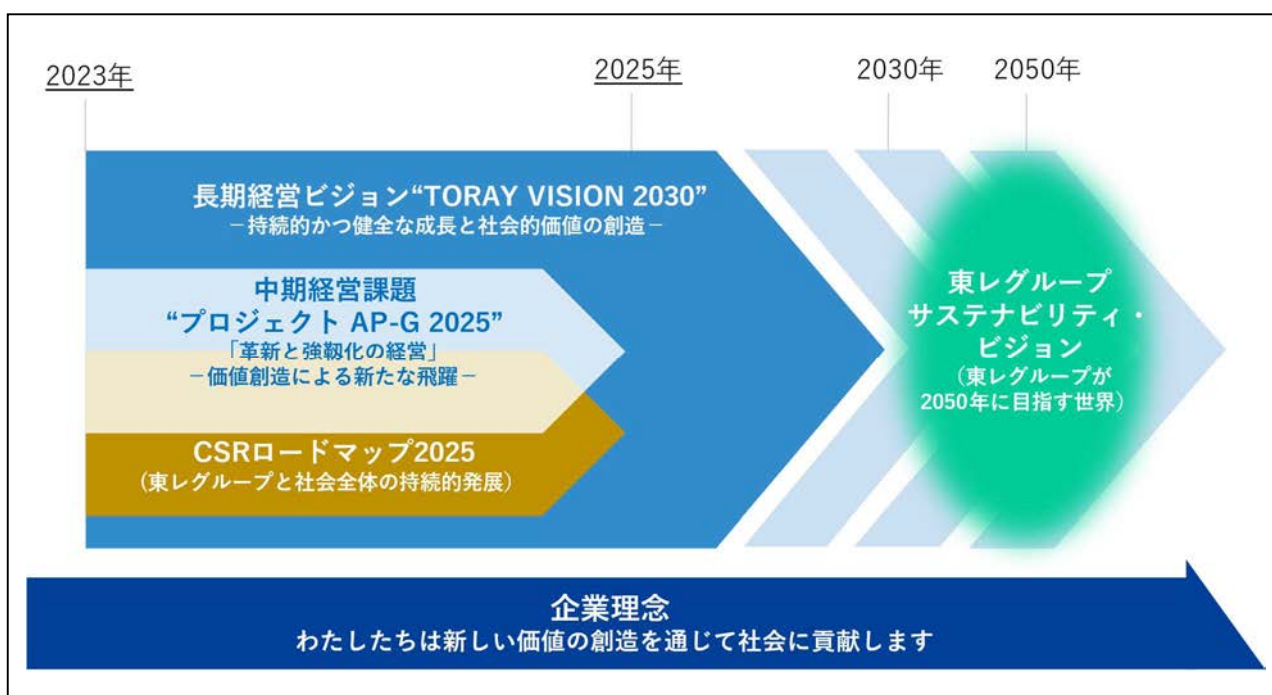 2023年
2025年
2030年
2050年
長期経営ビジョン“TORAY VISION 2030”
－持続的かつ健全な成長と社会的価値の創造－
中期経営課題
“プロジェクト AP-G 2025”
「革新と強靱化の経営」
－価値創造による新たな飛躍－
CSRロードマップ2025
（東レグループと社会全体の持続的発展）
東レグループ
サステナビリティ・
ビジョン
（東レグループが
2050年に目指す世界）
企業理念
わたしたちは新しい価値の創造を通じて社会に貢献します